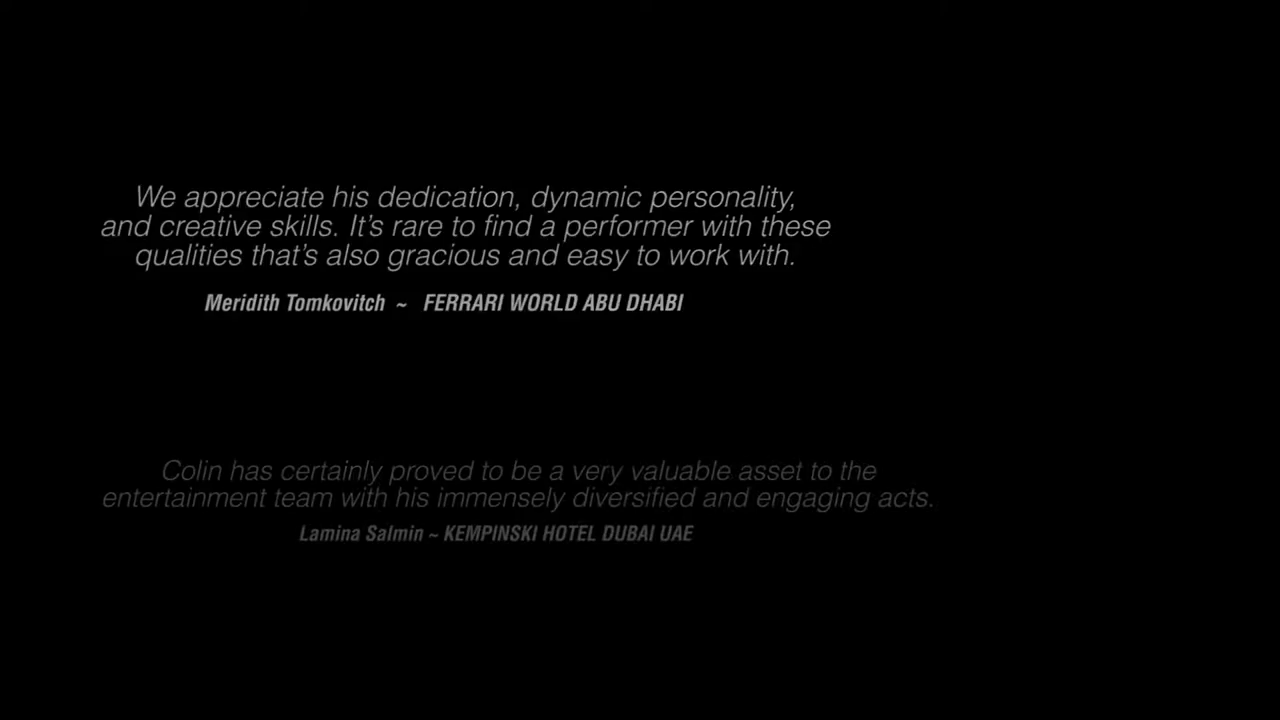 We appreciate his dedication, dynamic personality,
and creative skills. It's rare to find a performer with these
qualities that's also gracious and easy to work with.
Meridith Tomkovitch ~ FERRARI WORLD ABU DHABI
Colin has certainly proved to be a very valuable asset to the
entertainment team with his immensely diversified and engaging acts.
Lamina Salmin ~ KEMPINSKI HOTEL DUBAI UAE